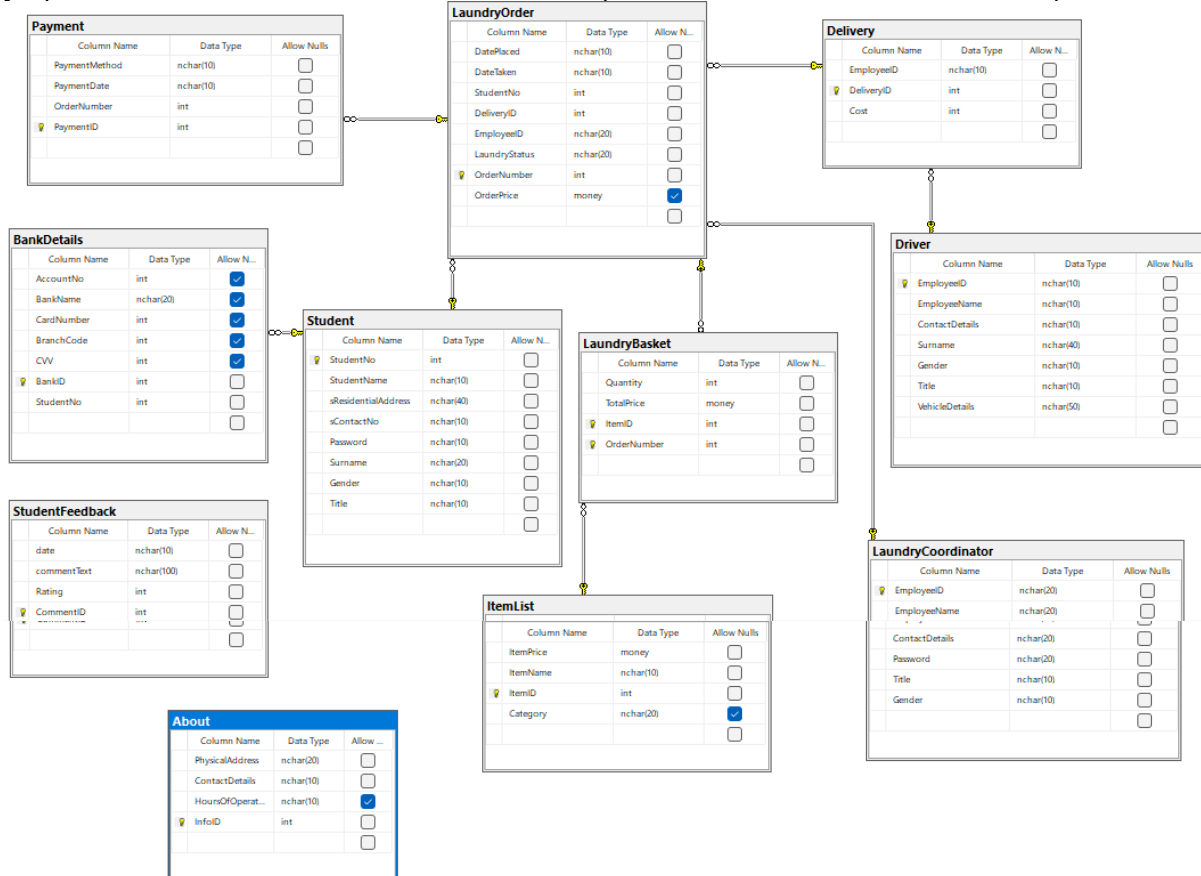 Payment
Column Name Data Type Allow Nulls
PaymentMethod nchar(10)
PaymentDate nchar(10)
OrderNumber int
PaymentID int
LaundryOrder
Column Name Data Type Allow N...
DatePlaced nchar(10)
DateTaken nchar(10)
StudentNo int
DeliveryID int
EmployeeID nchar(20)
LaundryStatus nchar(20)
OrderNumber int
OrderPrice money
Delivery
Column Name Data Type Allow N...
EmployeeID nchar(10)
DeliveryID int
Cost int
BankDetails
Column Name Data Type Allow N...
AccountNo int
BankName nchar(20)
CardNumber int
BranchCode int
CVV int
BankID int
StudentNo int
Student
Column Name Data Type Allow N...
StudentNo int
StudentName nchar(10)
sResidentialAddress nchar(40)
sContactNo nchar(10)
Password nchar(10)
Surname nchar(20)
Gender nchar(10)
Title nchar(10)
LaundryBasket
Column Name Data Type Allow N...
Quantity int
TotalPrice money
ItemID int
OrderNumber int
Driver
Column Name Data Type Allow Nulls
EmployeeID nchar(10)
EmployeeName nchar(10)
ContactDetails nchar(10)
Surname nchar(40)
Gender nchar(10)
Title nchar(10)
VehicleDetails nchar(50)
StudentFeedback
Column Name Data Type Allow N...
date nchar(10)
commentText nchar(100)
Rating int
CommentID int
ItemList
Column Name Data Type Allow Nulls
ItemPrice money
ItemName nchar(10)
ItemID int
Category nchar(20)
LaundryCoordinator
Column Name Data Type Allow Nulls
EmployeeID nchar(20)
EmployeeName nchar(20)
ContactDetails nchar(20)
Password nchar(20)
Title nchar(10)
Gender nchar(10)
About
Column Name Data Type Allow ...
PhysicalAddress nchar(20)
ContactDetails nchar(10)
HoursOfOperat... nchar(10)
InfoID int